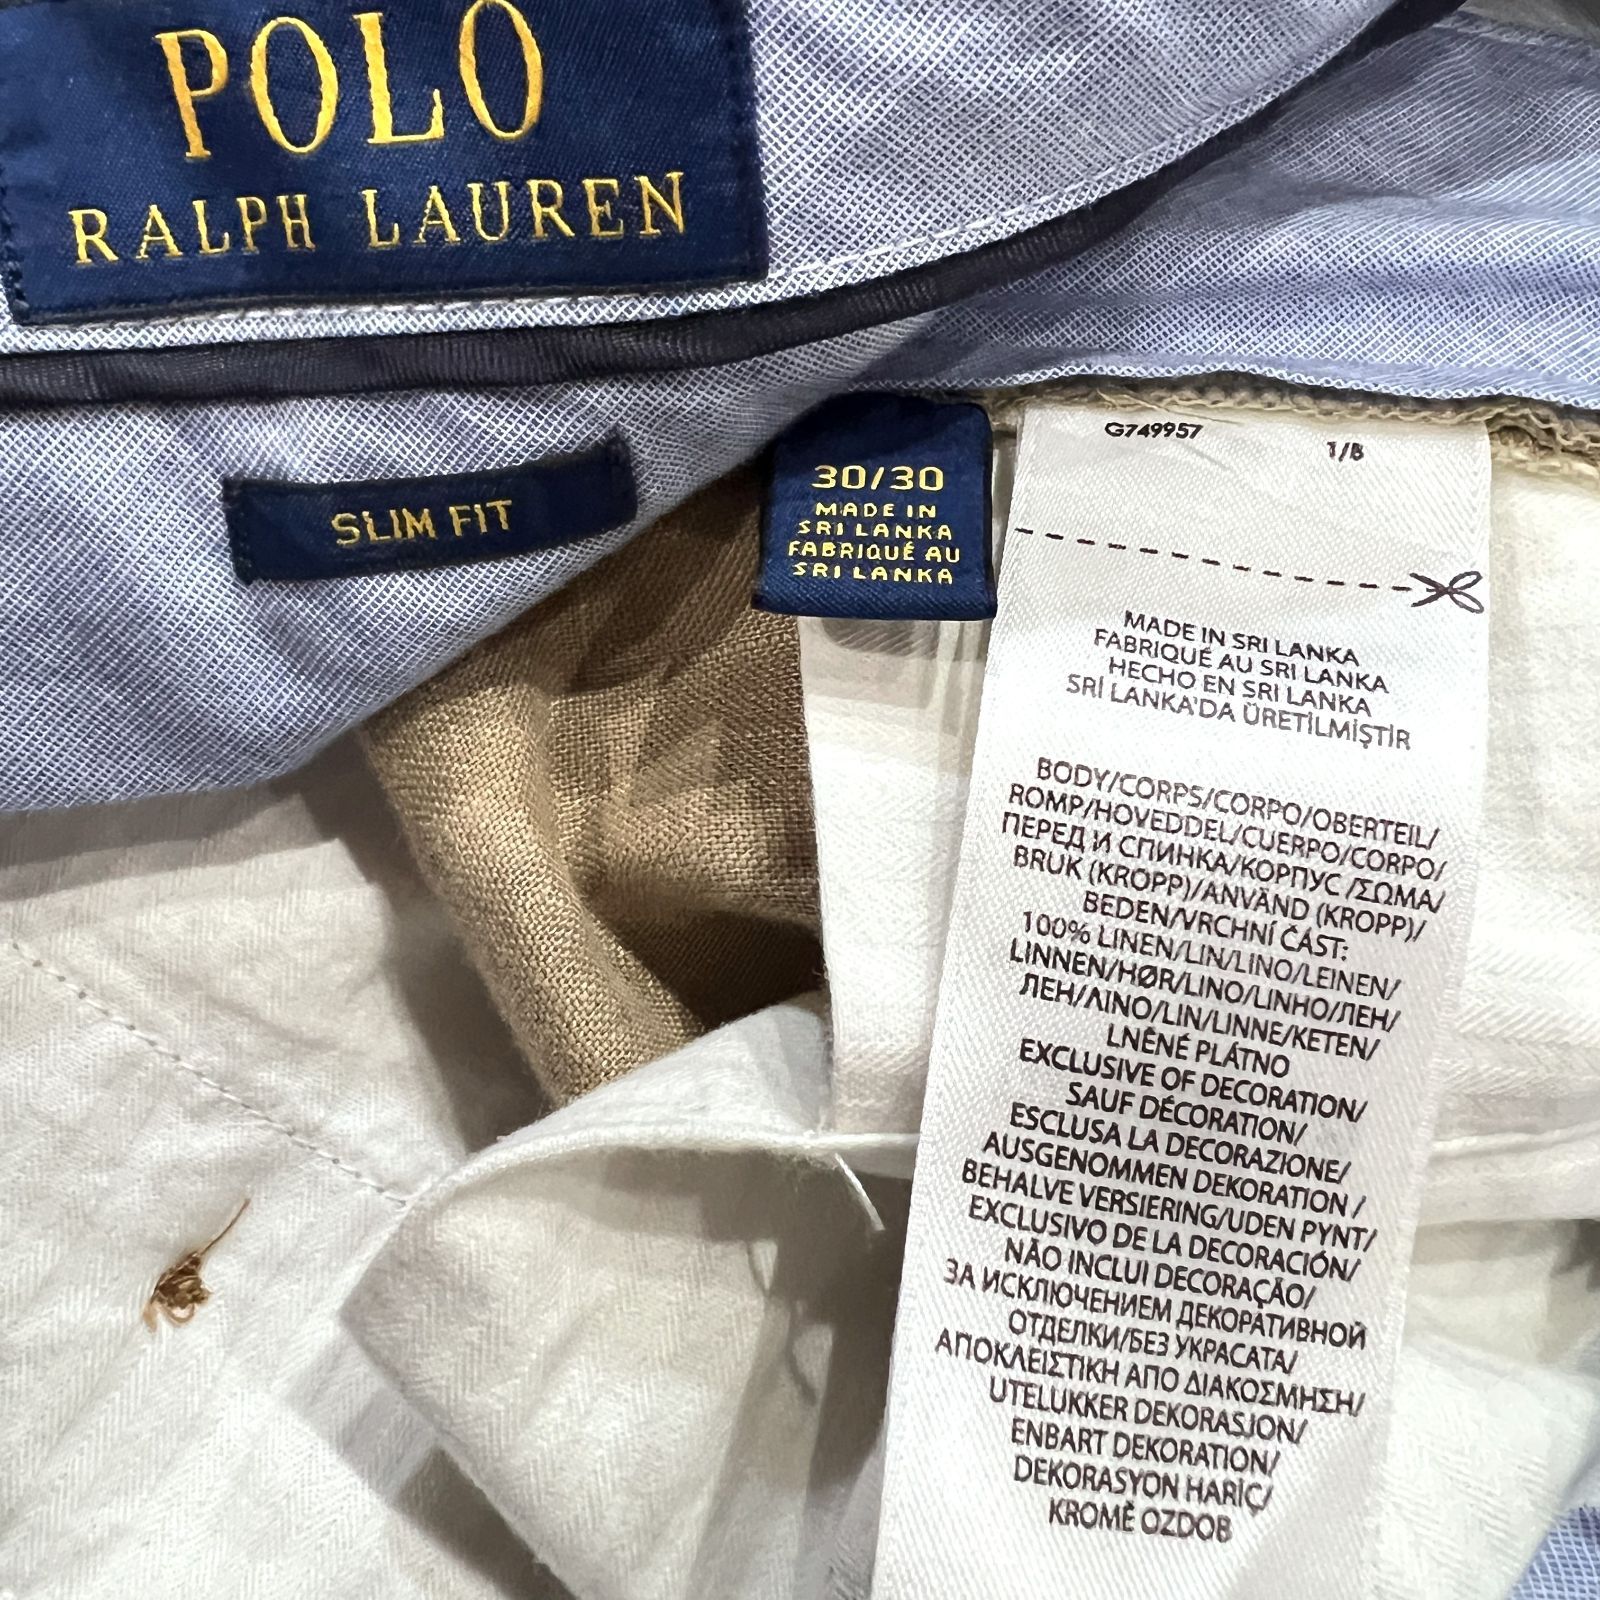 POLO
RALPH LAUREN
SLIM FIT
30/30
MADE IN
SRI LANKA
FABRIQUÉ AU
SRI LANKA
G749957
1/8
MADE IN SRI LANKA
FABRIQUÉ AU SRI LANKA
HECHO EN SRI LANKA
SRİ LANKA'DA ÜRETİLMİŞTİR
BODY/CORPS/CORPO/OBERTEIL/
ROMP/HOVEDDEL/CUERPO/CORPO/
ПЕРЕД И СПИНКА/КОРПУС /ΣΩΜΑ/
BRUK (KROPP)/ANVÄND (KROPP)/
BEDEN/VRCHNÍ ČÁST:
100% LINEN/LIN/LINO/LEINEN/
LINNEN/HØR/LINO/LINHO/ЛЕН/
ЛЕН/ΛΙΝΟ/LIN/LINNE/KETEN/
LNĚNÉ PLÁTNO
EXCLUSIVE OF DECORATION/
SAUF DÉCORATION/
ESCLUSA LA DECORAZIONE/
AUSGENOMMEN DEKORATION /
BEHALVE VERSIERING/UDEN PYNT/
EXCLUSIVO DE LA DECORACIÓN/
NÃO INCLUI DECORAÇÃO/
ЗА ИСКЛЮЧЕНИЕМ ДЕКОРАТИВНОЙ
ОТДЕЛКИ/БЕЗ УКРАСАТА/
ΑΠΟΚΛΕΙΣΤΙΚΗ ΑΠΟ ΔΙΑΚΟΣΜΗΣΗ/
UTELUKKER DEKORASJON/
ENBART DEKORATION/
DEKORASYON HARİÇ/
KROMĚ OZDOB